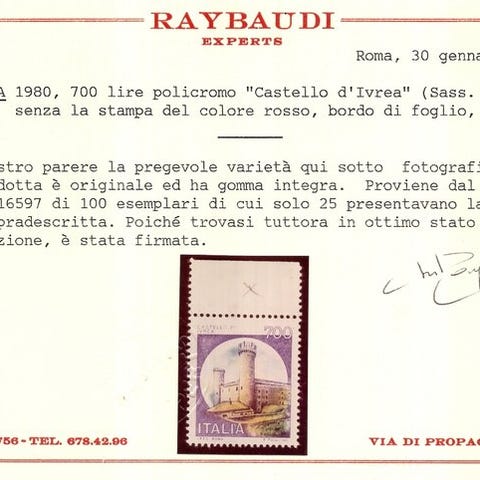 RAYBAUDI
EXPERTS
Roma, 30 genna
A 1980, 700 lire policromo "Castello d'Ivrea" (Sass.
senza la stampa del colore rosso, bordo di foglio,
stro parere la pregevole varietà qui sotto fotografi
dotta è originale ed ha gomma integra. Proviene dal
16597 di 100 esemplari di cui solo 25 presentavano la
pradescritta. Poiché trovasi tuttora in ottimo stato
zione, è stata firmata.
X
CASTELLO DI
IVREA
700
ITALIA
756 - TEL. 678.42.96
VIA DI PROPAG